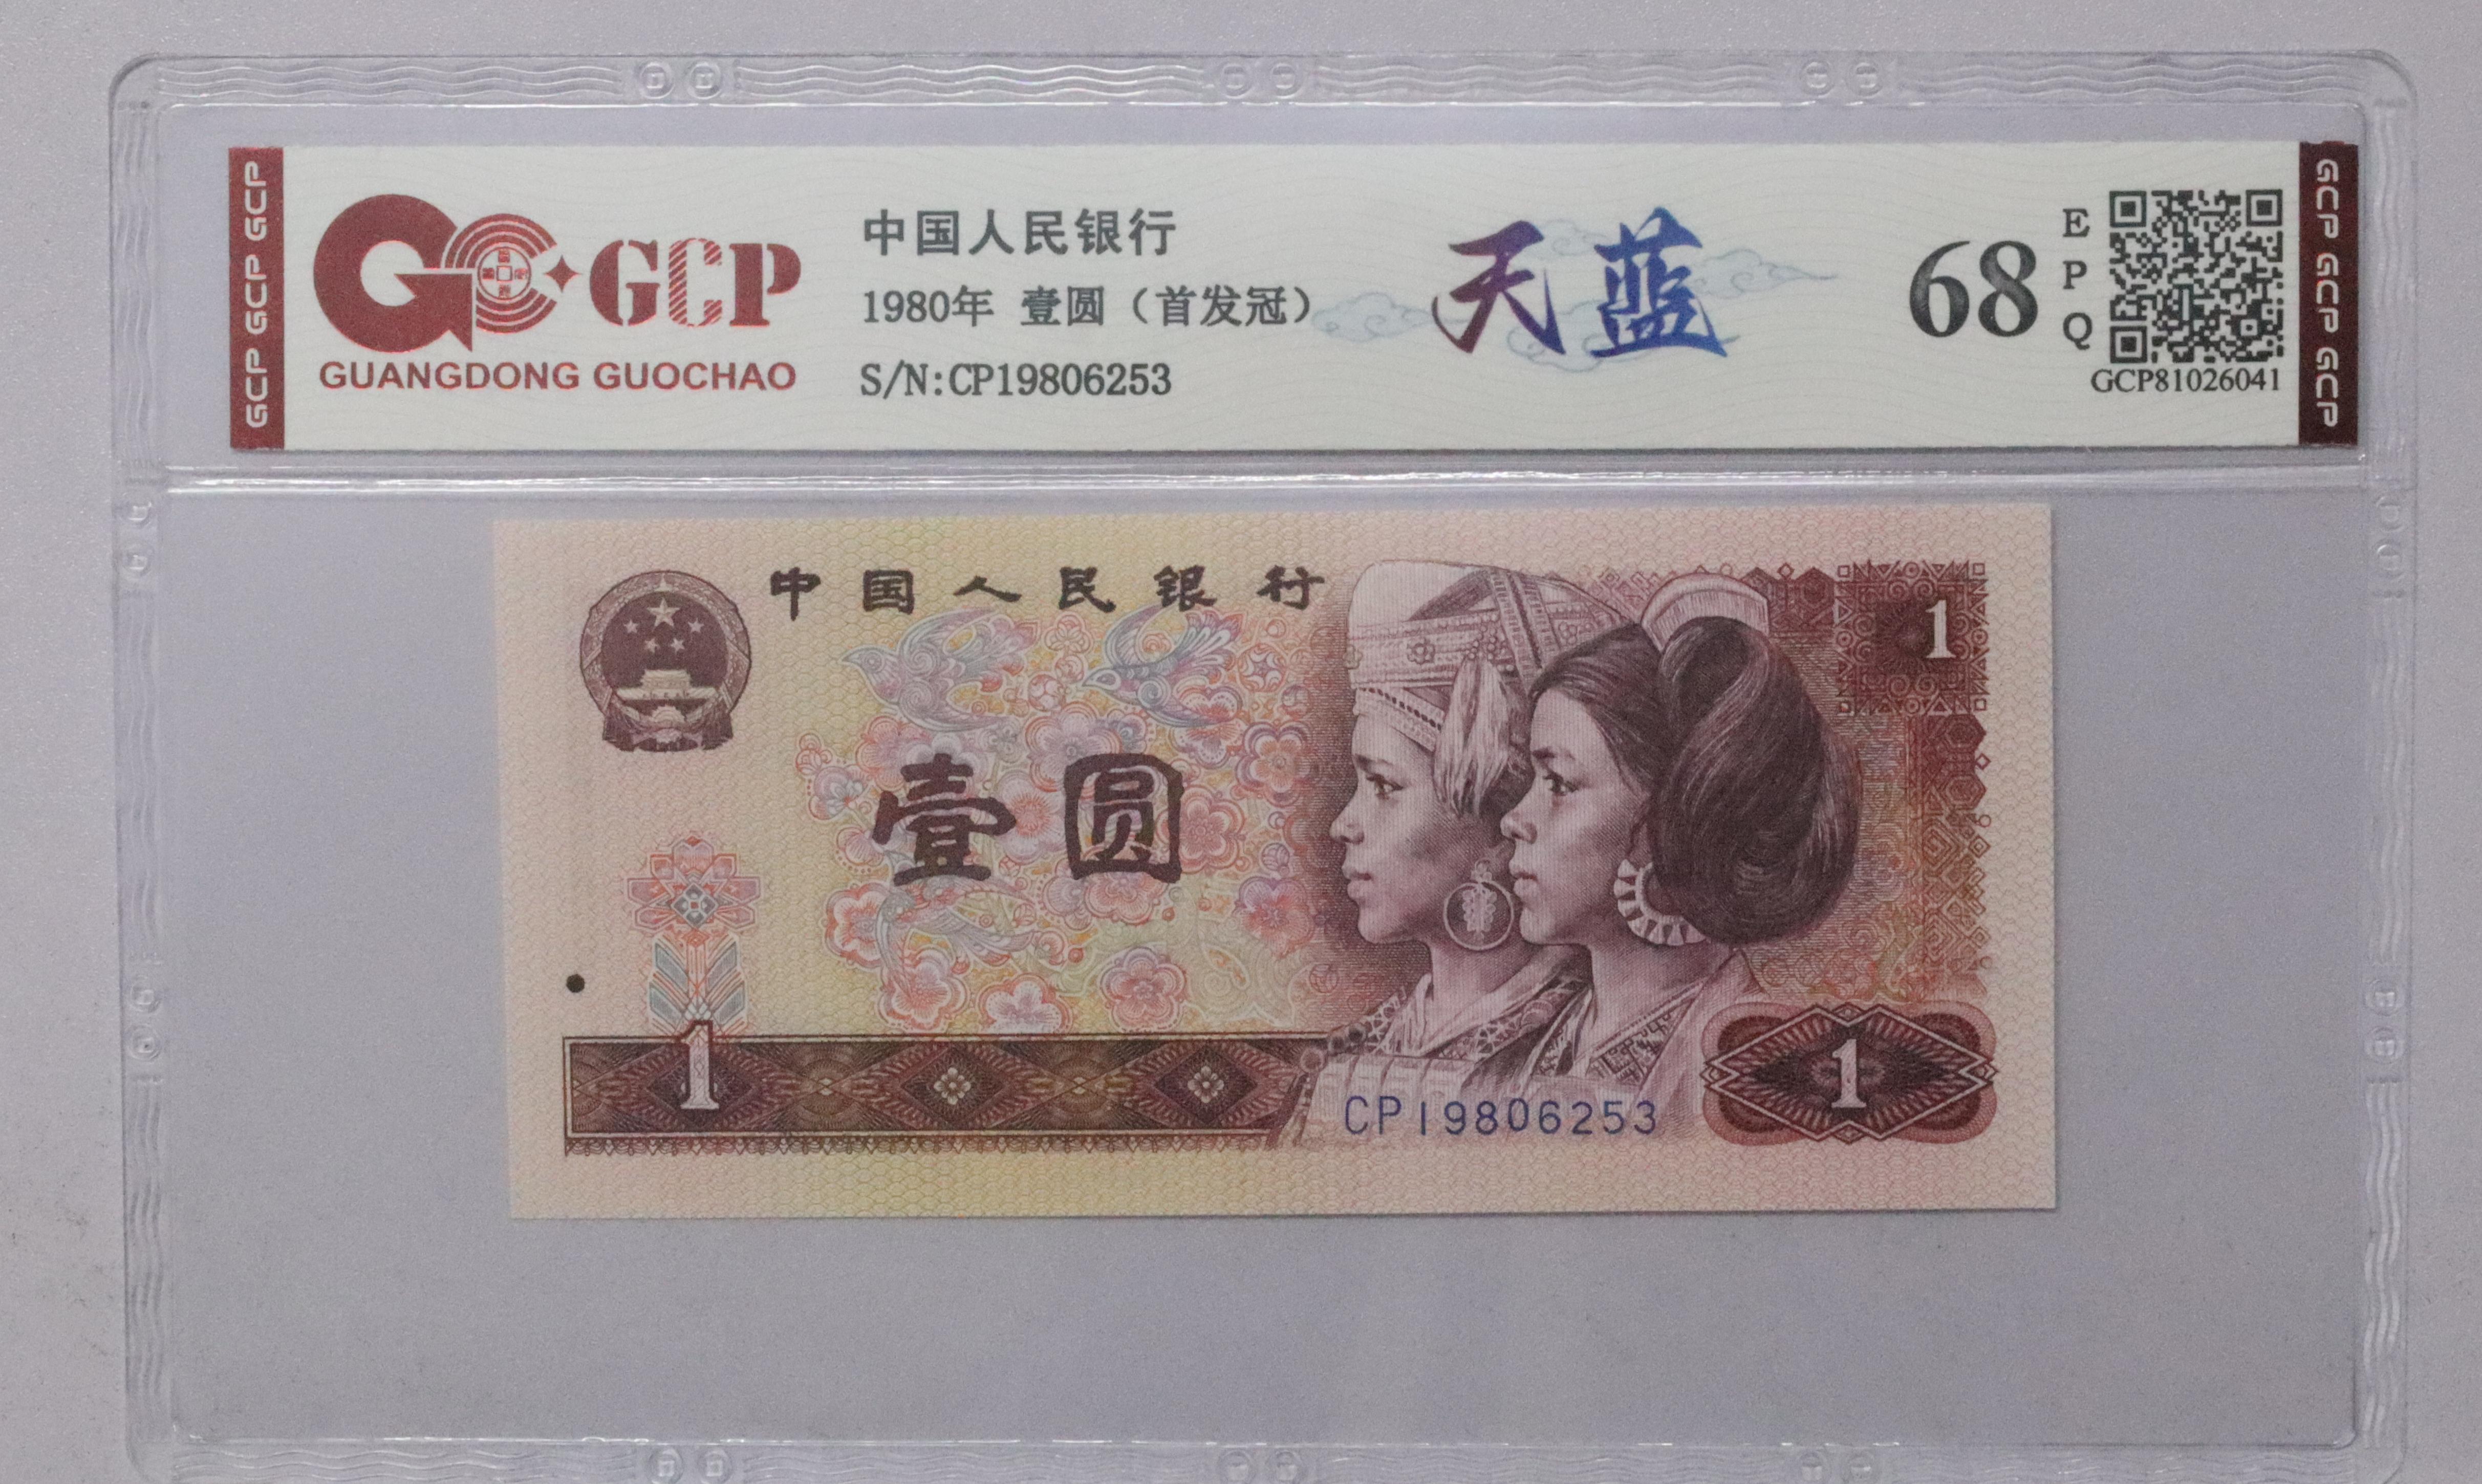 GCP GCP GCP
GCP
GUANGDONG GUOCHAO
中国人民银行
1980年 壹圆（首发冠）
S/N:CP19806253
天蓝
68
EPQ
GCP81026041
GCP GCP GCP
中国人民银行
1
壹圆
1
1
CP19806253